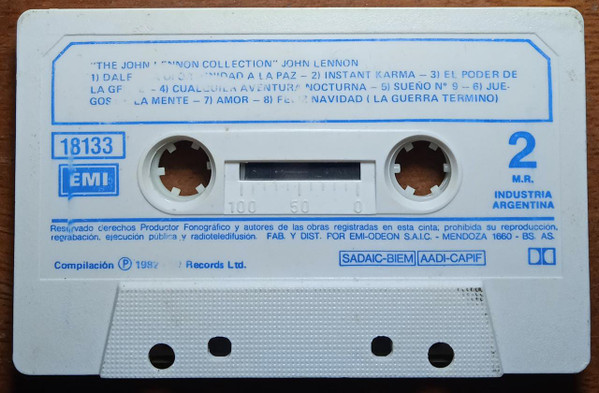 "THE JOHN LENNON COLLECTION" JOHN LENNON
1) DALE NIDAD A LA PAZ – 2) INSTANT KARMA – 3) EL PODER DE
LA GE – 4) CUALQUIER AVENTURA NOCTURNA – 5) SUEÑO Nº 9 – 6) JUE-
GOS LA MENTE – 7) AMOR – 8) FELIZ NAVIDAD ( LA GUERRA TERMINO)
18133
EMI
2
M.R.
INDUSTRIA
ARGENTINA
100 50 0
Reservado derechos Productor Fonográfico y autores de las obras registradas en esta cinta, prohibida su reproducción,
regrabación, ejecución pública y radioteledifusión. FAB. Y DIST. POR EMI-ODEON S.A.I.C. - MENDOZA 1660 - BS. AS.
Compilación Ⓟ 1982 Records Ltd.
SADAIC-BIEM AADI-CAPIF